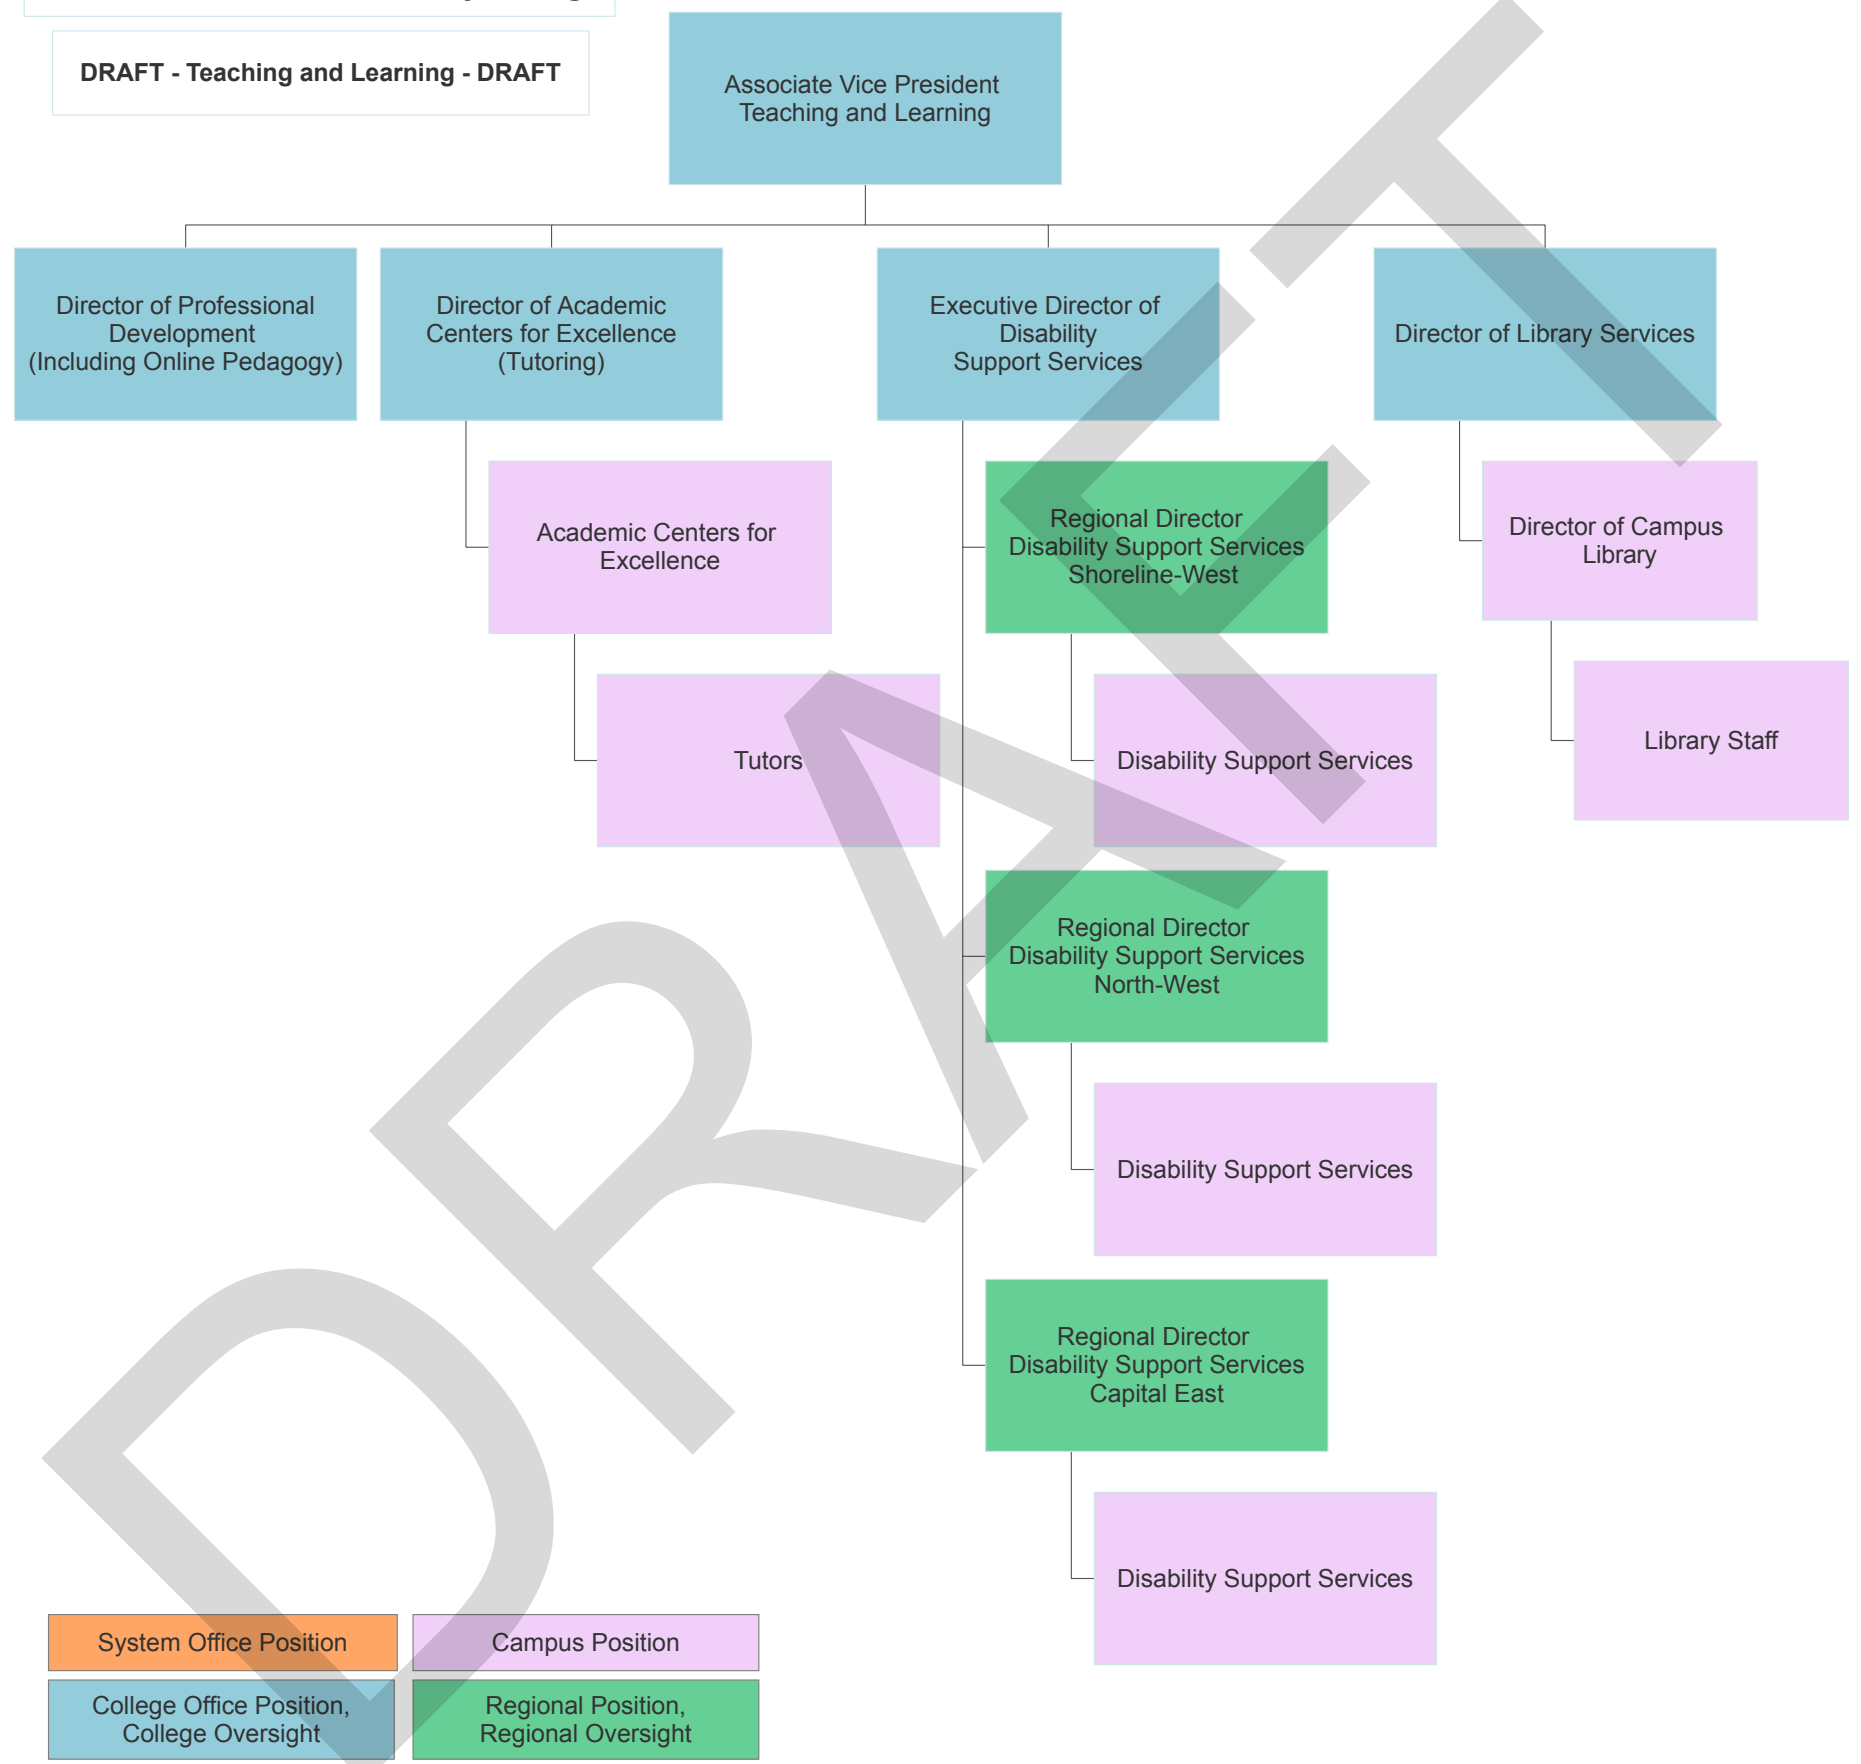 DRAFT - Teaching and Learning - DRAFT
Associate Vice President
Teaching and Learning
Director of Professional
Development
(Including Online Pedagogy)
Director of Academic
Centers for Excellence
(Tutoring)
Executive Director of
Disability
Support Services
Director of Library Services
Academic Centers for
Excellence
Regional Director
Disability Support Services
Shoreline-West
Director of Campus
Library
Tutors
Disability Support Services
Library Staff
Regional Director
Disability Support Services
North-West
Disability Support Services
Regional Director
Disability Support Services
Capital East
Disability Support Services
System Office Position
Campus Position
College Office Position,
College Oversight
Regional Position,
Regional Oversight
DRAFT